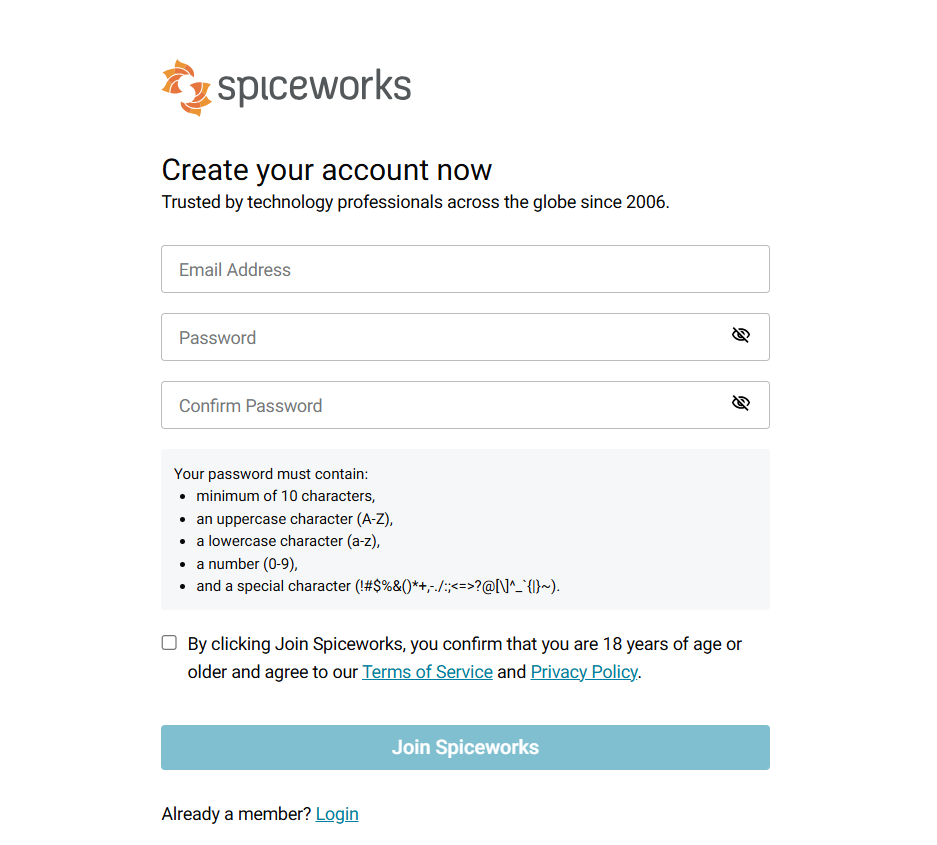 spiceworks
Create your account now
Trusted by technology professionals across the globe since 2006.
Email Address
Password
Confirm Password
Your password must contain:
• minimum of 10 characters,
• an uppercase character (A-Z),
• a lowercase character (a-z),
• a number (0-9),
• and a special character (!#$%&()*+,-./:;<=>?@[\]^_`{|}~).
By clicking Join Spiceworks, you confirm that you are 18 years of age or
older and agree to our Terms of Service and Privacy Policy.
Join Spiceworks
Already a member? Login